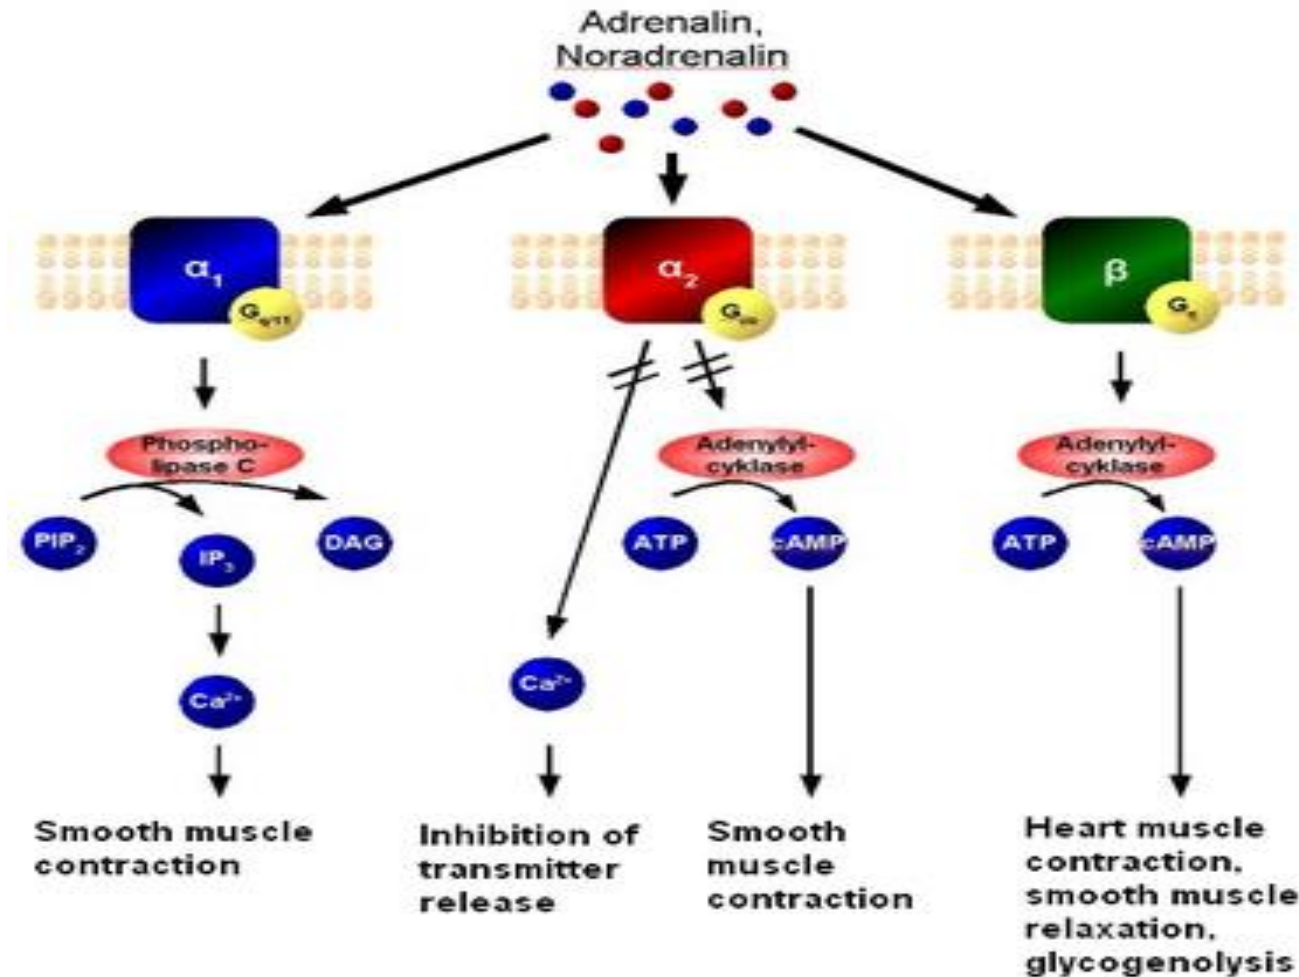 Adrenalin,
Noradrenalin
α₁
α₂
β
G
G
G
Phospho-
lipase C
Adenylyl-
cyklase
Adenylyl-
cyklase
PIP₂
IP₃
DAG
ATP
cAMP
ATP
cAMP
Ca²⁺
Ca²⁺
Smooth muscle
contraction
Inhibition of
transmitter
release
Smooth
muscle
contraction
Heart muscle
contraction,
smooth muscle
relaxation,
glycogenolysis